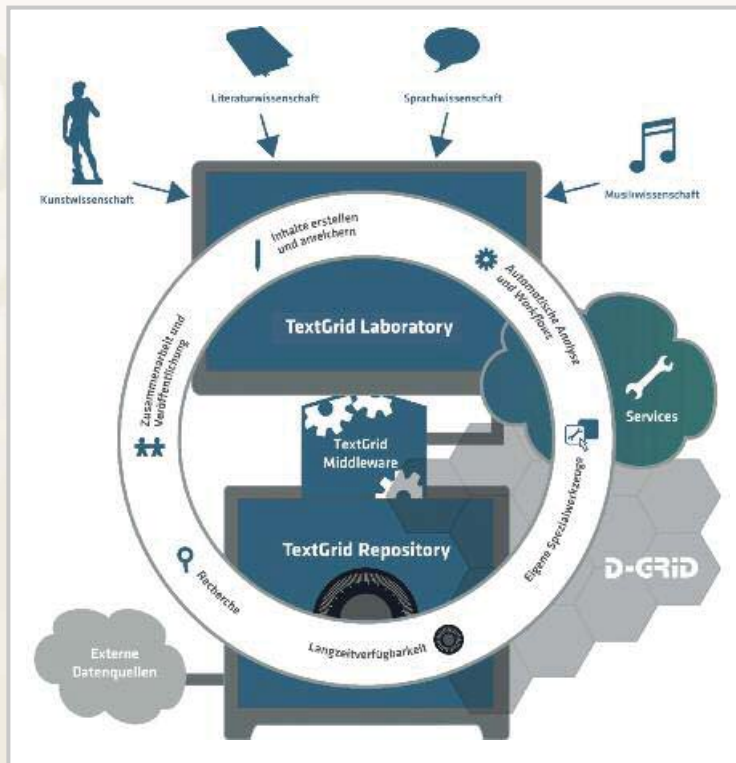 Literaturwissenschaft
Sprachwissenschaft
Kunstwissenschaft
Musikwissenschaft
Inhalte erstellen
und anreichern
Automatische Analyse
und Workflows
TextGrid Laboratory
Zusammenarbeit und
Veröffentlichung
Services
TextGrid
Middleware
Eigene Spezialwerkzeuge
TextGrid Repository
D-GRID
Recherche
Langzeitverfügbarkeit
Externe
Datenquellen